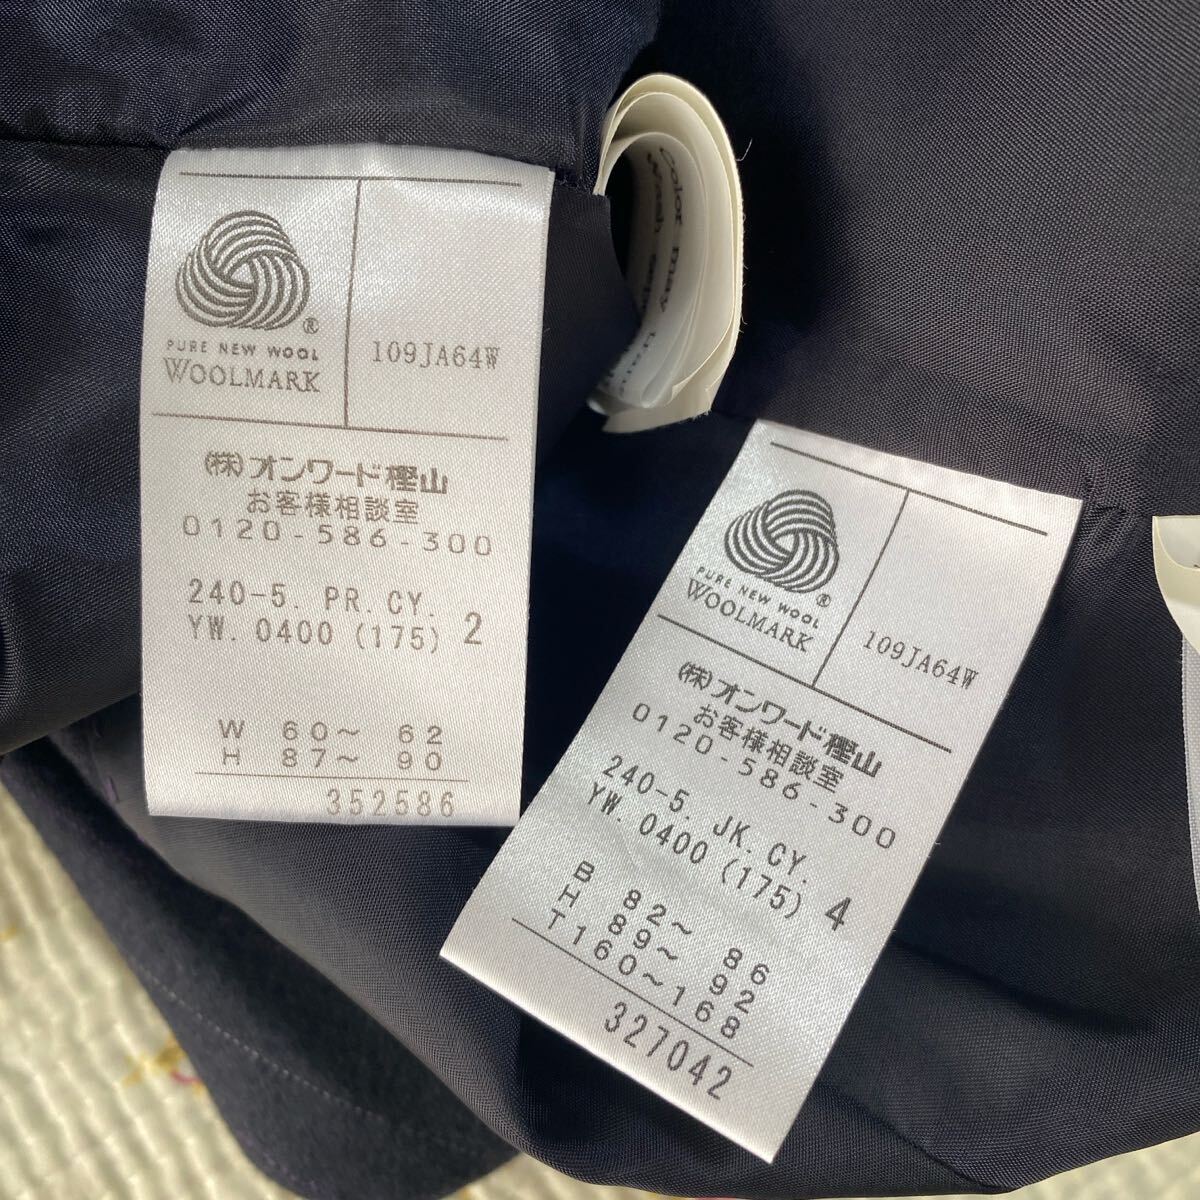 ®
PURE NEW WOOL
WOOLMARK
109JA64W
(株)オンワード樫山
お客様相談室
0120-586-300
240-5. PR. CY. 2
YW. 0400 (175)
W 60〜 62
H 87〜 90
352586
Color may
Wash
®
PURE NEW WOOL
WOOLMARK
109JA64W
(株)オンワード樫山
お客様相談室
0120-586-300
240-5. JK. CY. 4
YW. 0400 (175)
B 82〜 86
H 89〜 92
T160〜168
327042